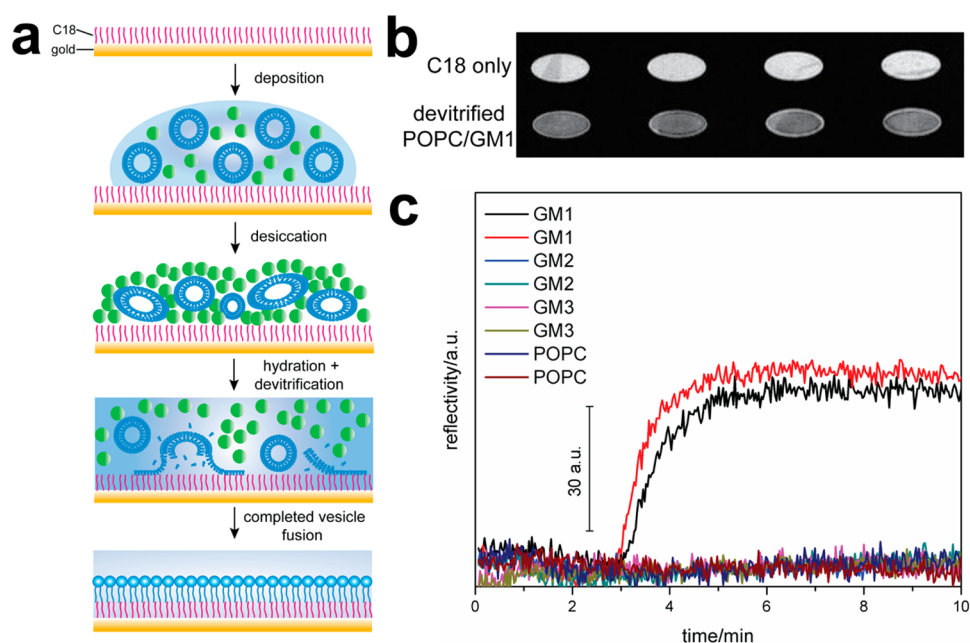 a
C18
gold
deposition
desiccation
hydration +
devitrification
completed vesicle
fusion
b
C18 only
devitrified
POPC/GM1
c
GM1
GM1
GM2
GM2
GM3
GM3
POPC
POPC
reflectivity/a.u.
30 a.u.
0
2
4
6
8
10
time/min